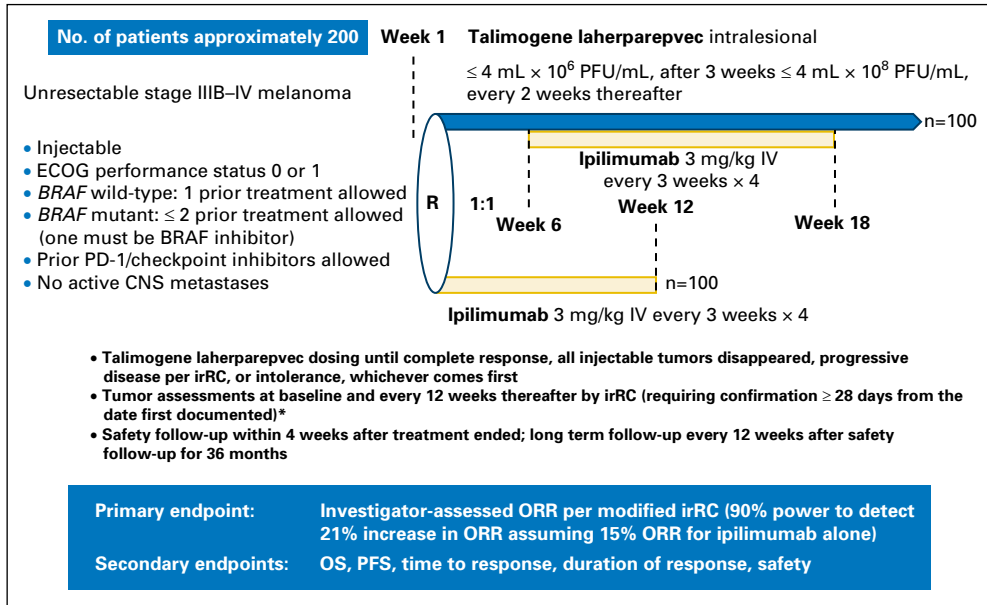 No. of patients approximately 200
Week 1
Talimogene laherparepvec intralesional
≤ 4 mL × 10⁶ PFU/mL, after 3 weeks ≤ 4 mL × 10⁸ PFU/mL,
every 2 weeks thereafter
Unresectable stage IIIB–IV melanoma
• Injectable
• ECOG performance status 0 or 1
• BRAF wild-type: 1 prior treatment allowed
• BRAF mutant: ≤ 2 prior treatment allowed
(one must be BRAF inhibitor)
• Prior PD-1/checkpoint inhibitors allowed
• No active CNS metastases
R
1:1
n=100
Ipilimumab 3 mg/kg IV
every 3 weeks × 4
Week 6
Week 12
Week 18
n=100
Ipilimumab 3 mg/kg IV every 3 weeks × 4
• Talimogene laherparepvec dosing until complete response, all injectable tumors disappeared, progressive
disease per irRC, or intolerance, whichever comes first
• Tumor assessments at baseline and every 12 weeks thereafter by irRC (requiring confirmation ≥ 28 days from the
date first documented)*
• Safety follow-up within 4 weeks after treatment ended; long term follow-up every 12 weeks after safety
follow-up for 36 months
Primary endpoint: Investigator-assessed ORR per modified irRC (90% power to detect
21% increase in ORR assuming 15% ORR for ipilimumab alone)
Secondary endpoints: OS, PFS, time to response, duration of response, safety